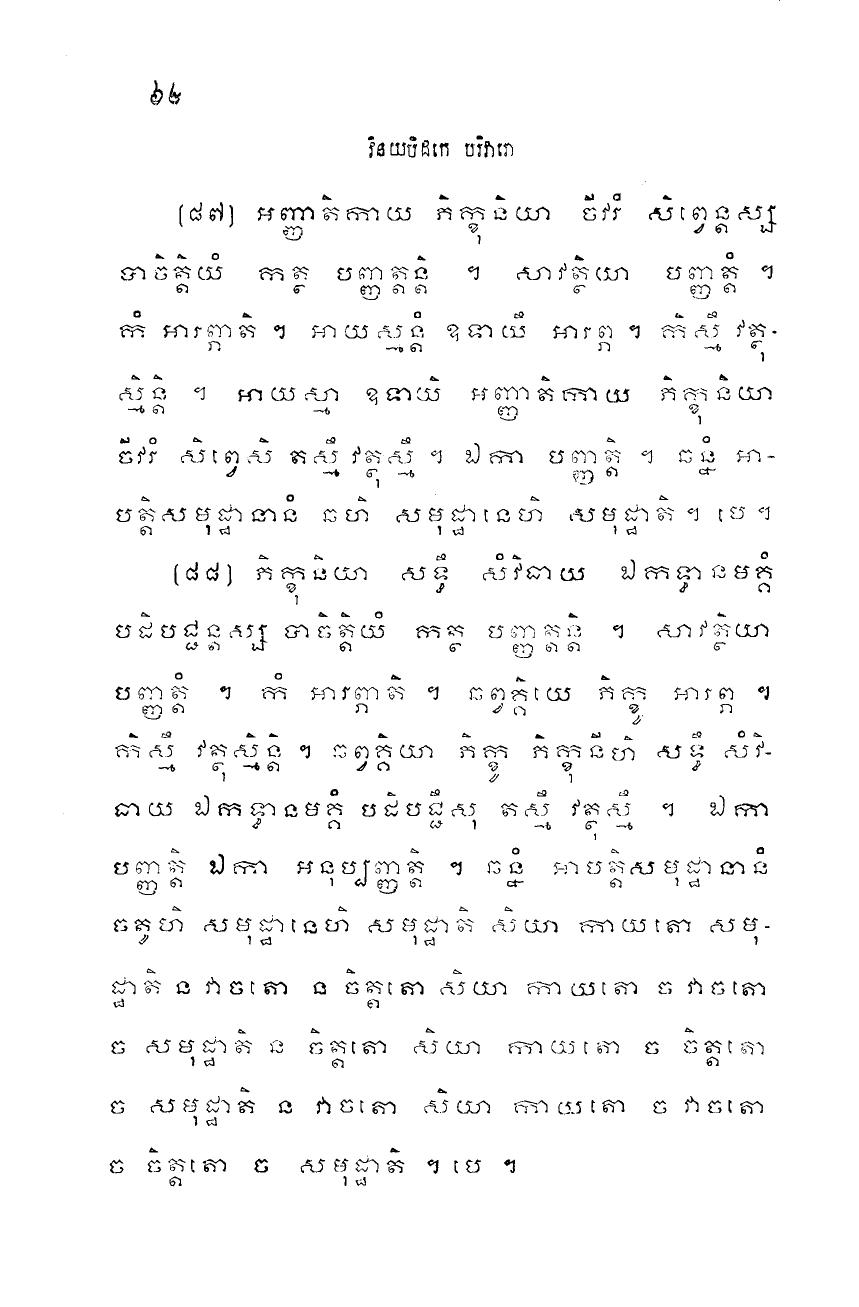 ៦៤
វិនយបិដកេ បរិវារោ
(៨៧) អញ្ញាតិកាយ ភិក្ខុនិយា ចីវរំ សិព្វេន្តស្ស
បាចិត្តិយំ កត្ថ បញ្ញត្តន្តិ ។ សាវត្ថិយា បញ្ញត្តំ ។
កំ អារព្ភាតិ ។ អាយស្មន្តំ ឧទាយឹ អារព្ភ ។ កិស្មឹ វត្ថុ-
ស្មិន្តិ ។ អាយស្មា ឧទាយិ អញ្ញាតិកាយ ភិក្ខុនិយា
ចីវរំ សិព្វេសិ តស្មឹ វត្ថុស្មឹ ។ ឯកា បញ្ញត្តិ ។ ឆន្នំ អា-
បត្តិសមុដ្ឋានានំ ឆហិ សមុដ្ឋានេហិ សមុដ្ឋាតិ ។ បេ ។
(៨៨) ភិក្ខុនិយា សទ្ធឹ សំវិធាយ ឯកទ្ធានមគ្គំ
បដិបជ្ជន្តស្ស បាចិត្តិយំ កត្ថ បញ្ញត្តន្តិ ។ សាវត្ថិយា
បញ្ញត្តំ ។ កំ អារព្ភាតិ ។ ឆព្វគ្គិយេ ភិក្ខូ អារព្ភ ។
កិស្មឹ វត្ថុស្មិន្តិ ។ ឆព្វគ្គិយា ភិក្ខូ ភិក្ខុនីហិ សទ្ធឹ សំវិ-
ធាយ ឯកទ្ធានមគ្គំ បដិបជ្ជឹសុ តស្មឹ វត្ថុស្មឹ ។ ឯកា
បញ្ញត្តិ ឯកា អនុប្បញ្ញត្តិ ។ ឆន្នំ អាបត្តិសមុដ្ឋានានំ
ចតូហិ សមុដ្ឋានេហិ សមុដ្ឋាតិ សិយា កាយតោ សមុ-
ដ្ឋាតិ ន វាចតោ ន ចិត្តតោ សិយា កាយតោ ច វាចតោ
ច សមុដ្ឋាតិ ន ចិត្តតោ សិយា កាយតោ ច ចិត្តតោ
ច សមុដ្ឋាតិ ន វាចតោ សិយា កាយតោ ច វាចតោ
ច ចិត្តតោ ច សមុដ្ឋាតិ ។ បេ ។